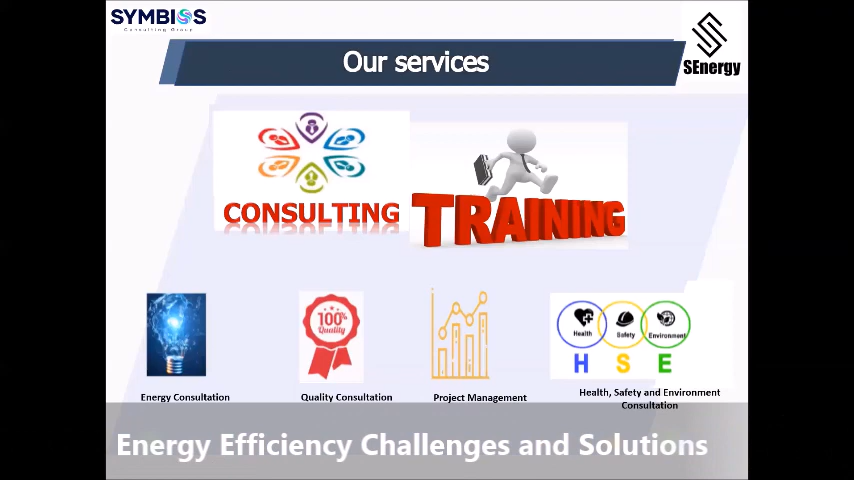 SYMBIOS
Consulting Group
Our services
SEnergy
CONSULTING
TRAINING
100%
Quality
Health
Safety
Environment
H S E
Energy Consultation
Quality Consultation
Project Management
Health, Safety and Environment
Consultation
Energy Efficiency Challenges and Solutions